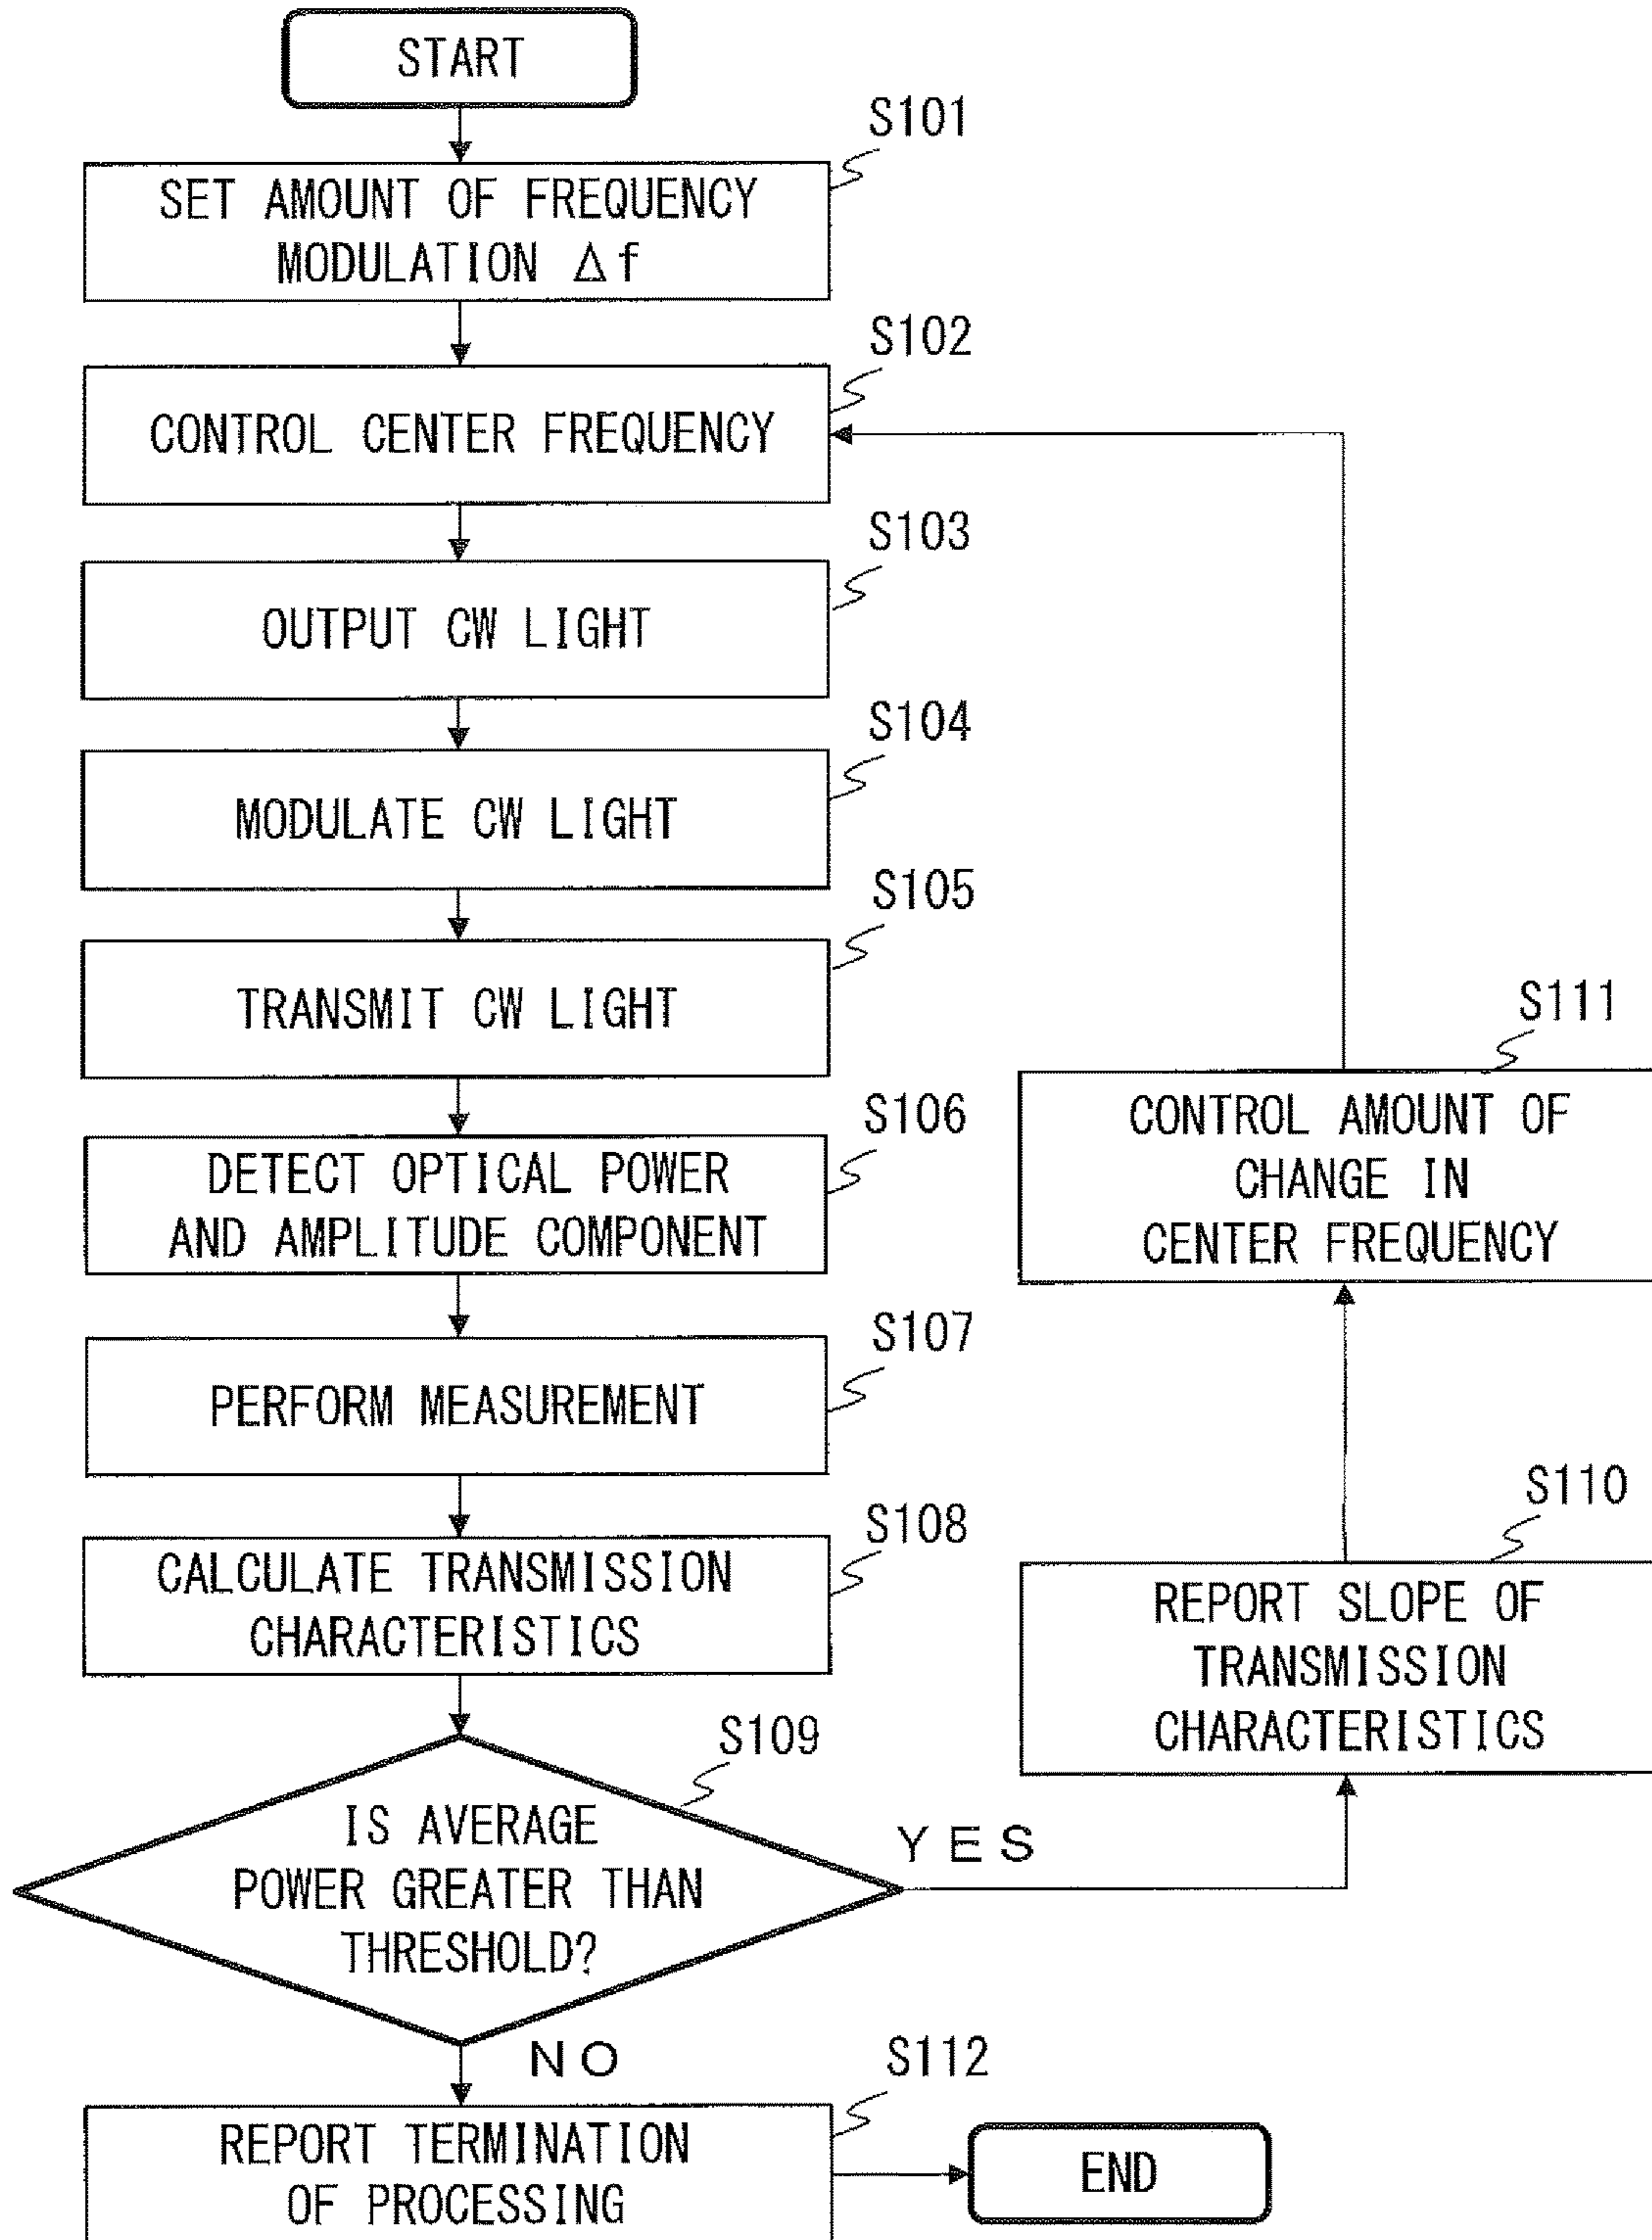 START
S101
SET AMOUNT OF FREQUENCY
MODULATION Δf
S102
CONTROL CENTER FREQUENCY
S103
OUTPUT CW LIGHT
S104
MODULATE CW LIGHT
S105
TRANSMIT CW LIGHT
S106
DETECT OPTICAL POWER
AND AMPLITUDE COMPONENT
S107
PERFORM MEASUREMENT
S108
CALCULATE TRANSMISSION
CHARACTERISTICS
S109
IS AVERAGE
POWER GREATER THAN
THRESHOLD?
YES
S110
REPORT SLOPE OF
TRANSMISSION
CHARACTERISTICS
S111
CONTROL AMOUNT OF
CHANGE IN
CENTER FREQUENCY
NO
S112
REPORT TERMINATION
OF PROCESSING
END